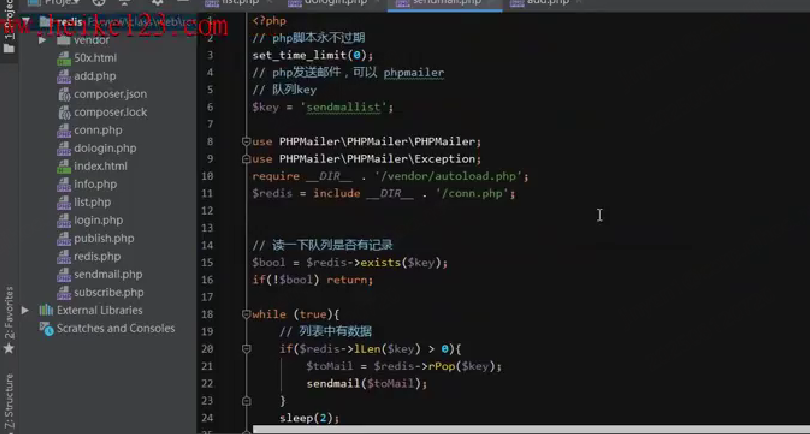 Project
list.php
dologin.php
sendmail.php
add.php
www.heike123.com
redis
vendor
50x.html
add.php
composer.json
composer.lock
conn.php
dologin.php
index.html
info.php
list.php
login.php
publish.php
redis.php
sendmail.php
subscribe.php
External Libraries
Scratches and Consoles
1: Project
2: Favorites
7: Structure
<?php
2 // php脚本永不过期
3 set_time_limit(0);
4 // php发送邮件，可以 phpmailer
5 // 队列key
6 $key = 'sendmallist';
7
8 use PHPMailer\PHPMailer\PHPMailer;
9 use PHPMailer\PHPMailer\Exception;
10 require __DIR__ . '/vendor/autoload.php';
11 $redis = include __DIR__ . '/conn.php';
12
13
14 // 读一下队列是否有记录
15 $bool = $redis->exists($key);
16 if(!$bool) return;
17
18 while (true){
19 // 列表中有数据
20 if($redis->lLen($key) > 0){
21 $toMail = $redis->rPop($key);
22 sendmail($toMail);
23 }
24 sleep(2);